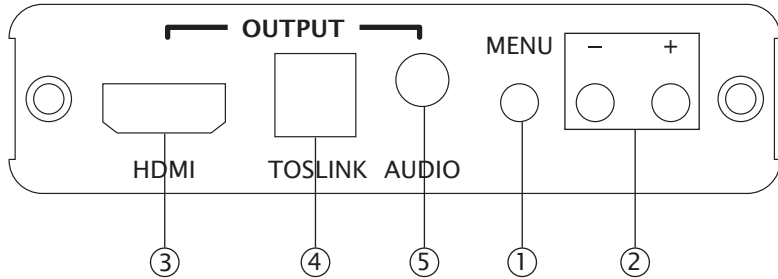 OUTPUT
MENU − +
HDMI TOSLINK AUDIO
③ ④ ⑤ ① ②